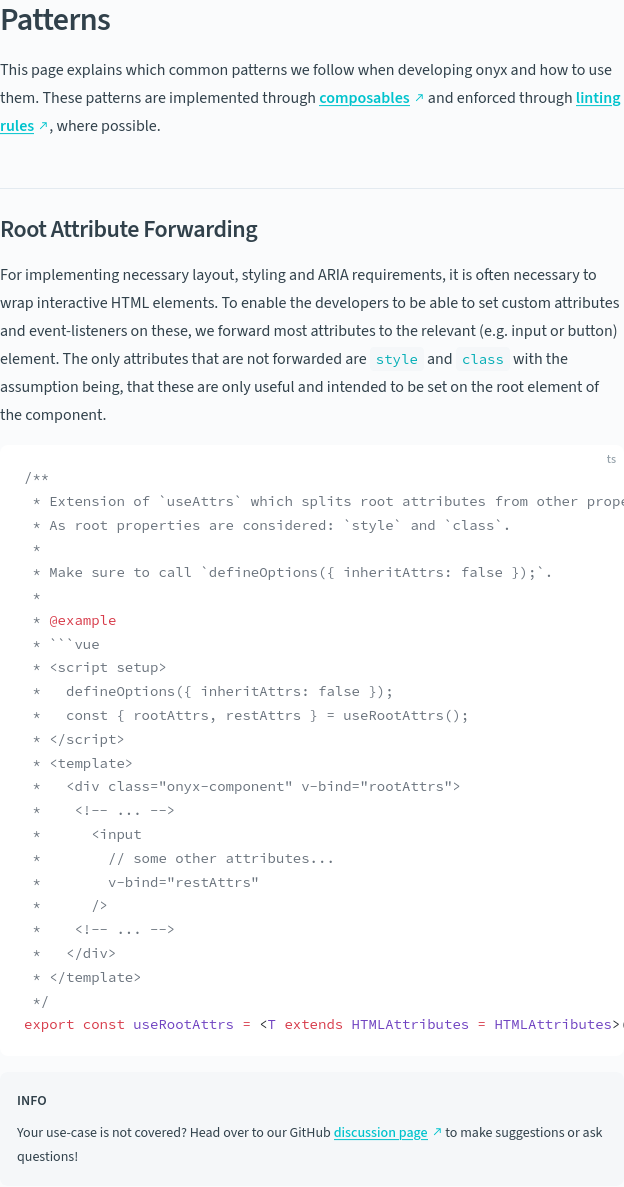 Patterns
This page explains which common patterns we follow when developing onyx and how to use
them. These patterns are implemented through composables ↗ and enforced through linting
rules ↗, where possible.
Root Attribute Forwarding
For implementing necessary layout, styling and ARIA requirements, it is often necessary to
wrap interactive HTML elements. To enable the developers to be able to set custom attributes
and event-listeners on these, we forward most attributes to the relevant (e.g. input or button)
element. The only attributes that are not forwarded are style and class with the
assumption being, that these are only useful and intended to be set on the root element of
the component.
ts
/**
 * Extension of `useAttrs` which splits root attributes from other prope
 * As root properties are considered: `style` and `class`.
 *
 * Make sure to call `defineOptions({ inheritAttrs: false });`.
 *
 * @example
 * ```vue
 * <script setup>
 *   defineOptions({ inheritAttrs: false });
 *   const { rootAttrs, restAttrs } = useRootAttrs();
 * </script>
 * <template>
 *   <div class="onyx-component" v-bind="rootAttrs">
 *    <!-- ... -->
 *      <input
 *        // some other attributes...
 *        v-bind="restAttrs"
 *      />
 *    <!-- ... -->
 *   </div>
 * </template>
 */
export const useRootAttrs = <T extends HTMLAttributes = HTMLAttributes>(
INFO
Your use-case is not covered? Head over to our GitHub discussion page ↗ to make suggestions or ask
questions!